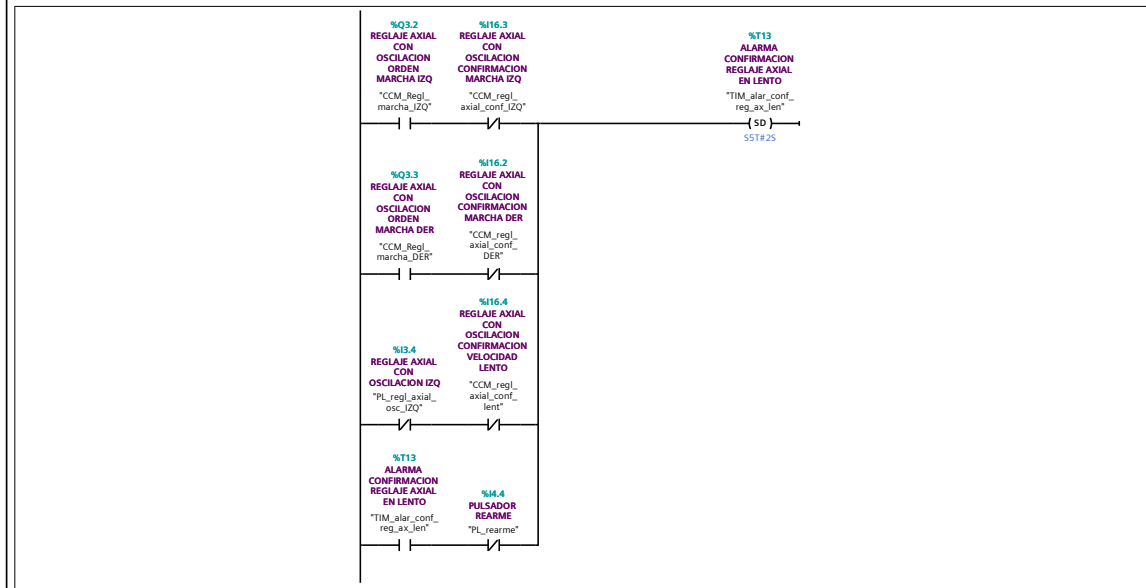 %Q3.2
REGLAJE AXIAL
CON
OSCILACION
ORDEN
MARCHA IZQ
"CCM_Regl_
marcha_IZQ"
%I16.3
REGLAJE AXIAL
CON
OSCILACION
CONFIRMACION
MARCHA IZQ
"CCM_regl_
axial_conf_IZQ"
%T13
ALARMA
CONFIRMACION
REGLAJE AXIAL
EN LENTO
"TIM_alar_conf_
reg_ax_len"
SD
S5T#2S
%Q3.3
REGLAJE AXIAL
CON
OSCILACION
ORDEN
MARCHA DER
"CCM_Regl_
marcha_DER"
%I16.2
REGLAJE AXIAL
CON
OSCILACION
CONFIRMACION
MARCHA DER
"CCM_regl_
axial_conf_
DER"
%I3.4
REGLAJE AXIAL
CON
OSCILACION IZQ
"PL_regl_axial_
osc_IZQ"
%I16.4
REGLAJE AXIAL
CON
OSCILACION
CONFIRMACION
VELOCIDAD
LENTO
"CCM_regl_
axial_conf_
lent"
%T13
ALARMA
CONFIRMACION
REGLAJE AXIAL
EN LENTO
"TIM_alar_conf_
reg_ax_len"
%I4.4
PULSADOR
REARME
"PL_rearme"